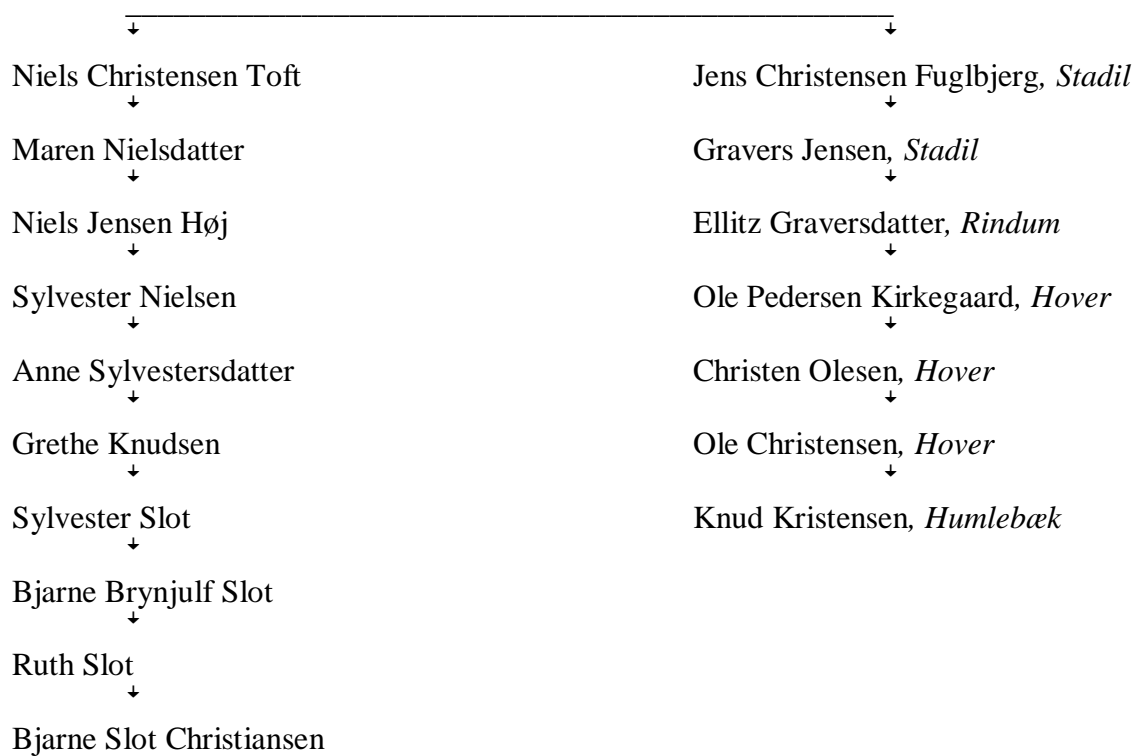 Niels Christensen Toft Jens Christensen Fuglbjerg, Stadil
Maren Nielsdatter Gravers Jensen, Stadil
Niels Jensen Høj Ellitz Graversdatter, Rindum
Sylvester Nielsen Ole Pedersen Kirkegaard, Hover
Anne Sylvestersdatter Christen Olesen, Hover
Grethe Knudsen Ole Christensen, Hover
Sylvester Slot Knud Kristensen, Humlebæk
Bjarne Brynjulf Slot
Ruth Slot
Bjarne Slot Christiansen